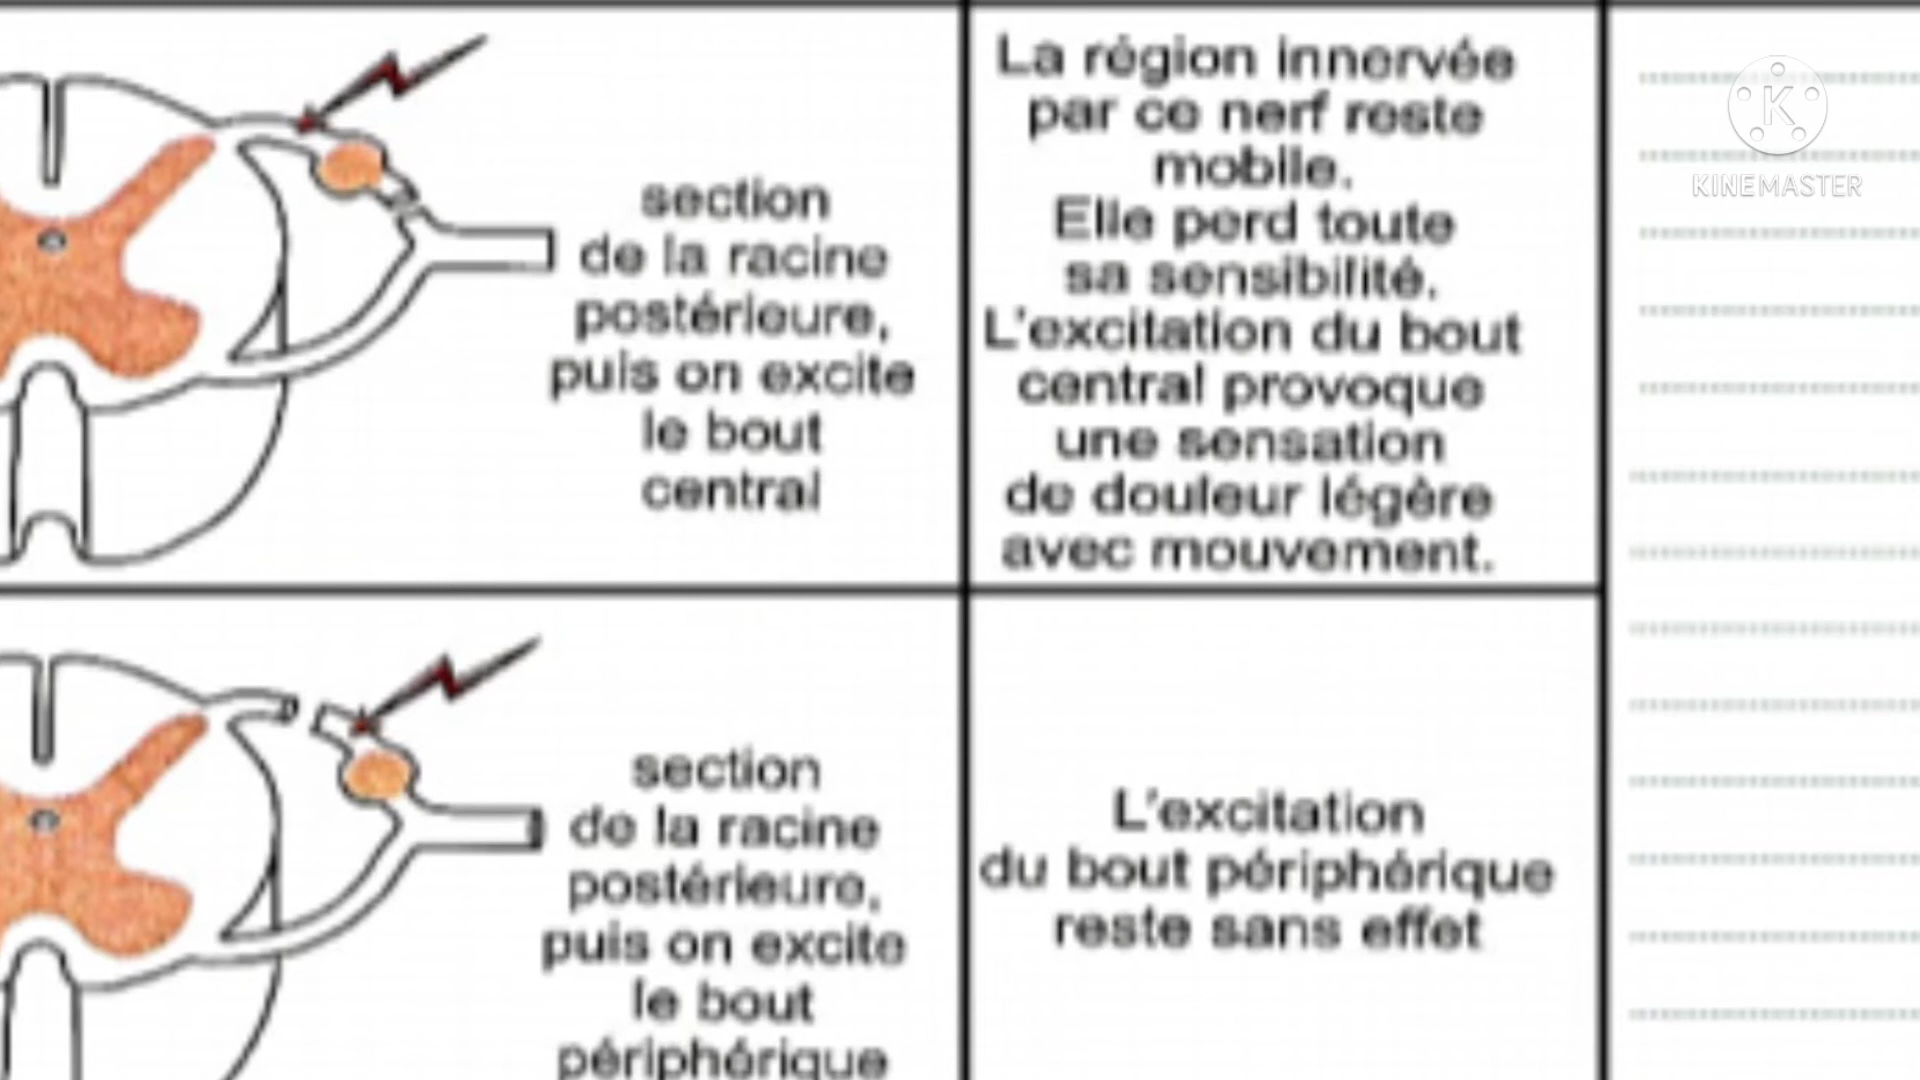 section
de la racine
postérieure,
puis on excite
le bout
central
La région innervée
par ce nerf reste
mobile.
Elle perd toute
sa sensibilité.
L'excitation du bout
central provoque
une sensation
de douleur légère
avec mouvement.
section
de la racine
postérieure,
puis on excite
le bout
périphérique
L'excitation
du bout périphérique
reste sans effet
K
KINEMASTER